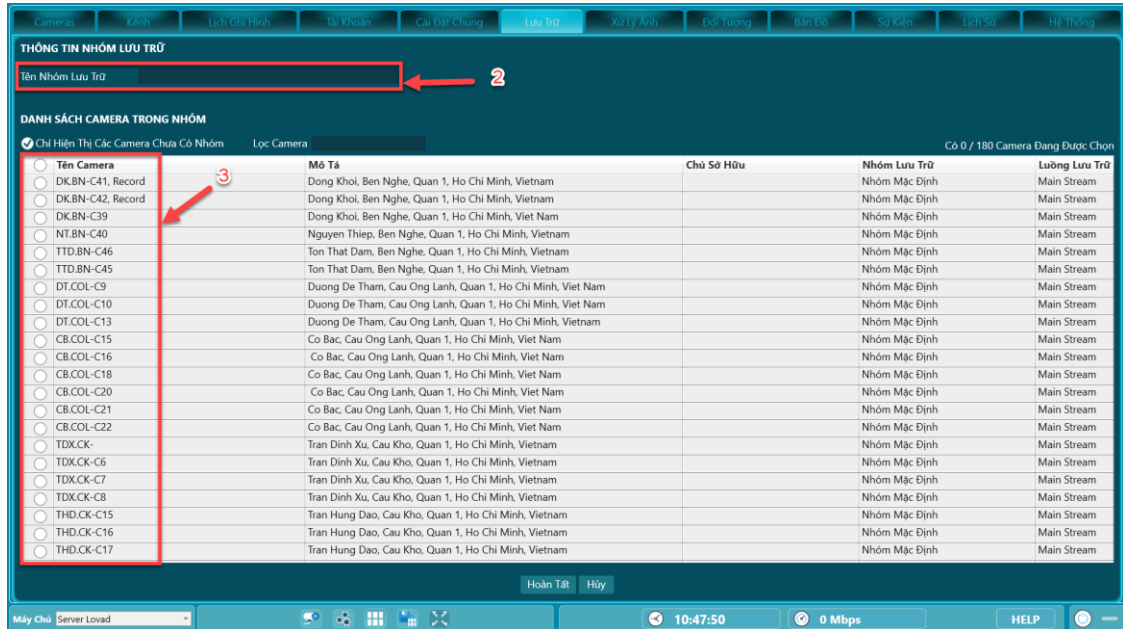 Cameras Kênh Lịch Ghi Hình Tài Khoản Cài Đặt Chung Lưu Trữ Xử Lý Ảnh Đối Tượng Bản Đồ Sự Kiện Lịch Sử Hệ Thống
THÔNG TIN NHÓM LƯU TRỮ
Tên Nhóm Lưu Trữ
2
DANH SÁCH CAMERA TRONG NHÓM
Chỉ Hiện Thị Các Camera Chưa Có Nhóm Lọc Camera Có 0 / 180 Camera Đang Được Chọn
Tên Camera Mô Tả Chủ Sở Hữu Nhóm Lưu Trữ Luồng Lưu Trữ
3
DK.BN-C41, Record Dong Khoi, Ben Nghe, Quan 1, Ho Chi Minh, Vietnam Nhóm Mặc Định Main Stream
DK.BN-C42, Record Dong Khoi, Ben Nghe, Quan 1, Ho Chi Minh, Vietnam Nhóm Mặc Định Main Stream
DK.BN-C39 Dong Khoi, Ben Nghe, Quan 1, Ho Chi Minh, Viet Nam Nhóm Mặc Định Main Stream
NT.BN-C40 Nguyen Thiep, Ben Nghe, Quan 1, Ho Chi Minh, Vietnam Nhóm Mặc Định Main Stream
TTD.BN-C46 Ton That Dam, Ben Nghe, Quan 1, Ho Chi Minh, Vietnam Nhóm Mặc Định Main Stream
TTD.BN-C45 Ton That Dam, Ben Nghe, Quan 1, Ho Chi Minh, Vietnam Nhóm Mặc Định Main Stream
DT.COL-C9 Duong De Tham, Cau Ong Lanh, Quan 1, Ho Chi Minh, Viet Nam Nhóm Mặc Định Main Stream
DT.COL-C10 Duong De Tham, Cau Ong Lanh, Quan 1, Ho Chi Minh, Viet Nam Nhóm Mặc Định Main Stream
DT.COL-C13 Duong De Tham, Cau Ong Lanh, Quan 1, Ho Chi Minh, Vietnam Nhóm Mặc Định Main Stream
CB.COL-C15 Co Bac, Cau Ong Lanh, Quan 1, Ho Chi Minh, Viet Nam Nhóm Mặc Định Main Stream
CB.COL-C16 Co Bac, Cau Ong Lanh, Quan 1, Ho Chi Minh, Viet Nam Nhóm Mặc Định Main Stream
CB.COL-C18 Co Bac, Cau Ong Lanh, Quan 1, Ho Chi Minh, Viet Nam Nhóm Mặc Định Main Stream
CB.COL-C20 Co Bac, Cau Ong Lanh, Quan 1, Ho Chi Minh, Viet Nam Nhóm Mặc Định Main Stream
CB.COL-C21 Co Bac, Cau Ong Lanh, Quan 1, Ho Chi Minh, Viet Nam Nhóm Mặc Định Main Stream
CB.COL-C22 Co Bac, Cau Ong Lanh, Quan 1, Ho Chi Minh, Viet Nam Nhóm Mặc Định Main Stream
TDX.CK- Tran Dinh Xu, Cau Kho, Quan 1, Ho Chi Minh, Vietnam Nhóm Mặc Định Main Stream
TDX.CK-C6 Tran Dinh Xu, Cau Kho, Quan 1, Ho Chi Minh, Vietnam Nhóm Mặc Định Main Stream
TDX.CK-C7 Tran Dinh Xu, Cau Kho, Quan 1, Ho Chi Minh, Vietnam Nhóm Mặc Định Main Stream
TDX.CK-C8 Tran Dinh Xu, Cau Kho, Quan 1, Ho Chi Minh, Vietnam Nhóm Mặc Định Main Stream
THD.CK-C15 Tran Hung Dao, Cau Kho, Quan 1, Ho Chi Minh, Vietnam Nhóm Mặc Định Main Stream
THD.CK-C16 Tran Hung Dao, Cau Kho, Quan 1, Ho Chi Minh, Vietnam Nhóm Mặc Định Main Stream
THD.CK-C17 Tran Hung Dao, Cau Kho, Quan 1, Ho Chi Minh, Vietnam Nhóm Mặc Định Main Stream
Hoàn Tất Hủy
Máy Chủ Server Lovad 10:47:50 0 Mbps HELP